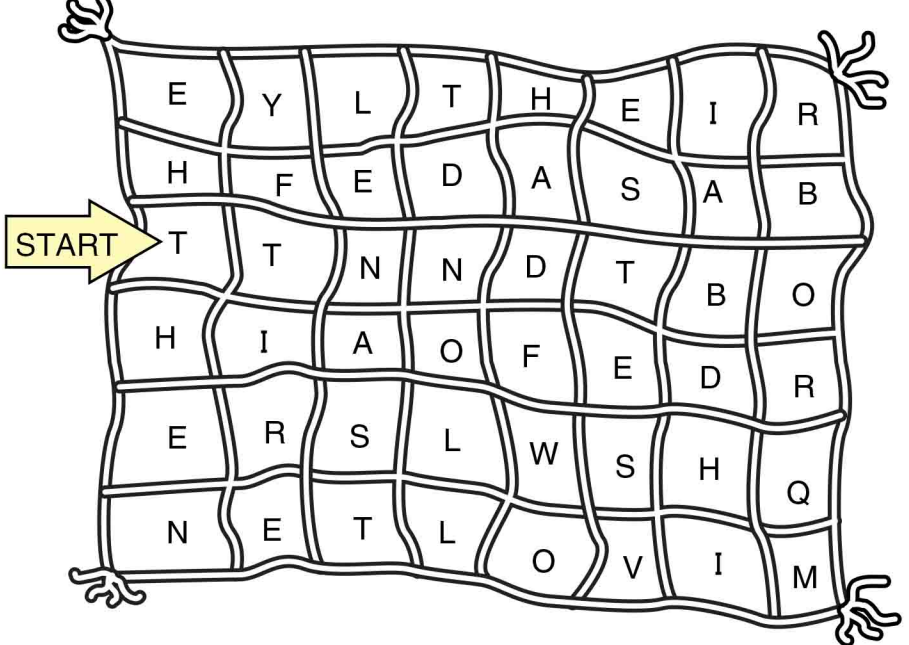 E Y L T H E I R
H F E D A S A B
START T T N N D T B O
H I A O F E D R
E R S L W S H Q
N E T L O V I M